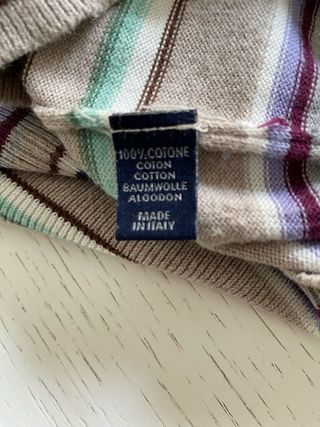 100% COTONE
COTON
COTTON
BAUMWOLLE
ALGODON
MADE
IN ITALY